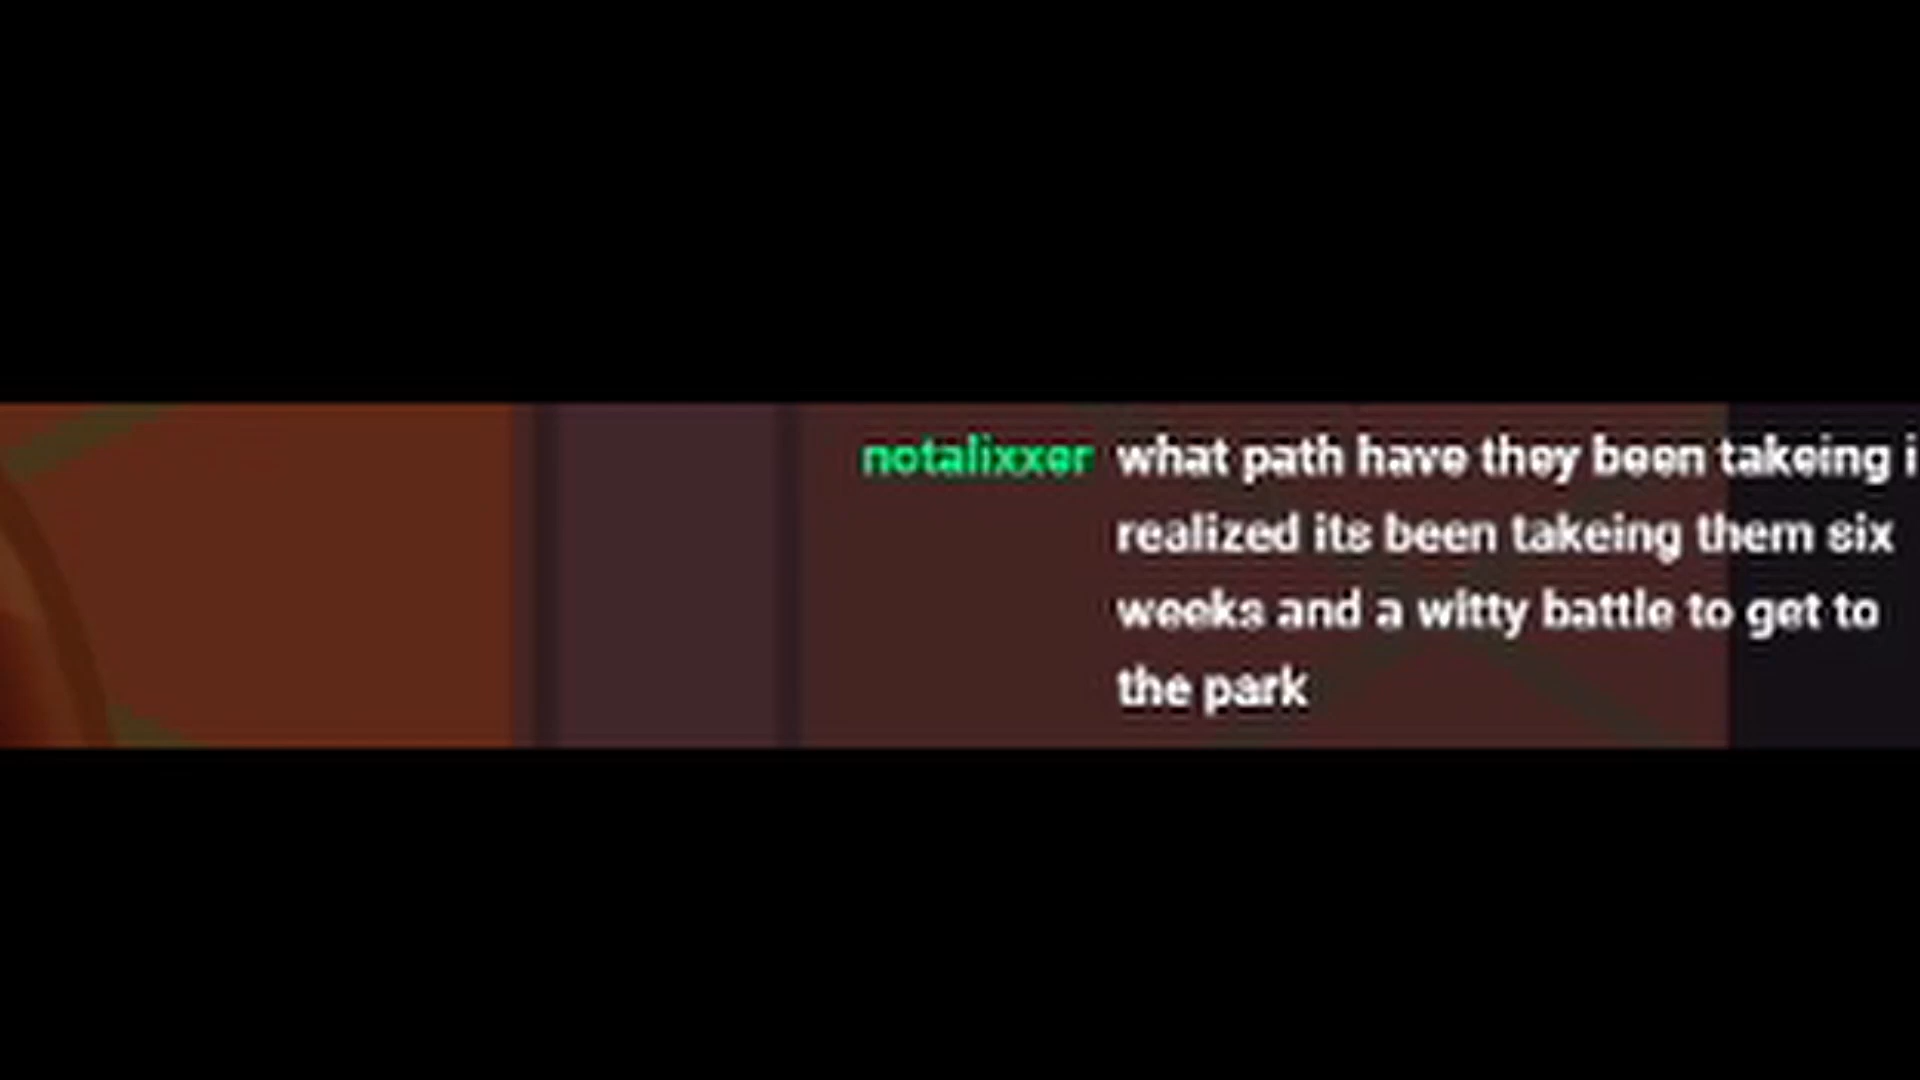 notalixxer what path have they been takeing i
realized its been takeing them six
weeks and a witty battle to get to
the park